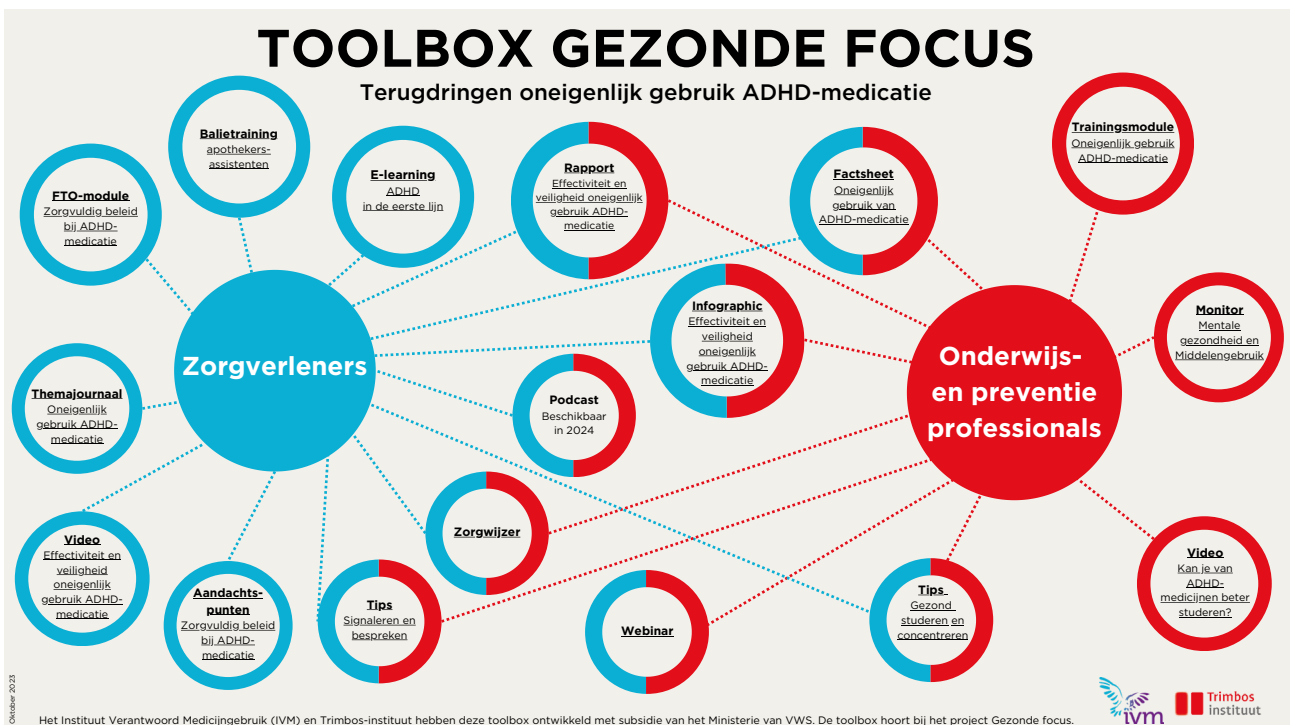 TOOLBOX GEZONDE FOCUS
Terugdringen oneigenlijk gebruik ADHD-medicatie
Balietraining
apothekers-
assistenten
FTO-module
Zorgvuldig beleid
bij ADHD-
medicatie
E-learning
ADHD
in de eerste lijn
Rapport
Effectiviteit en
veiligheid oneigenlijk
gebruik ADHD-
medicatie
Factsheet
Oneigenlijk
gebruik van
ADHD-medicatie
Trainingsmodule
Oneigenlijk gebruik
ADHD-medicatie
Zorgverleners
Infographic
Effectiviteit en
veiligheid
oneigenlijk
gebruik ADHD-
medicatie
Onderwijs-
en preventie
professionals
Monitor
Mentale
gezondheid en
Middelengebruik
Themajournaal
Oneigenlijk
gebruik ADHD-
medicatie
Podcast
Beschikbaar
in 2024
Video
Effectiviteit en
veiligheid
oneigenlijk
gebruik ADHD-
medicatie
Aandachts-
punten
Zorgvuldig beleid
bij ADHD-
medicatie
Tips
Signaleren en
bespreken
Zorgwijzer
Webinar
Tips
Gezond
studeren en
concentreren
Video
Kan je van
ADHD-
medicijnen beter
studeren?
Oktober 2023
Het Instituut Verantwoord Medicijngebruik (IVM) en Trimbos-instituut hebben deze toolbox ontwikkeld met subsidie van het Ministerie van VWS. De toolbox hoort bij het project Gezonde focus.
ivm
Trimbos
instituut